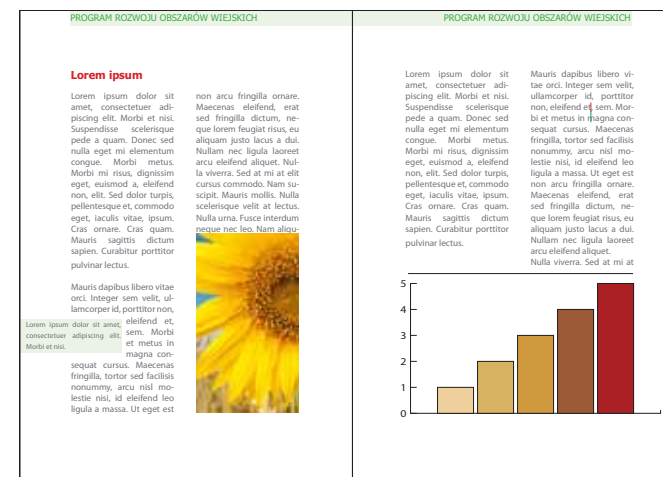 PROGRAM ROZWOJU OBSZARÓW WIEJSKICH
Lorem ipsum
Lorem ipsum dolor sit
amet, consectetuer adi-
piscing elit. Morbi et nisi.
Suspendisse scelerisque
pede a quam. Donec sed
nulla eget mi elementum
congue. Morbi metus.
Morbi mi risus, dignissim
eget, euismod a, eleifend
non, elit. Sed dolor turpis,
pellentesque et, commodo
eget, iaculis vitae, ipsum.
Cras ornare. Cras quam.
Mauris sagittis dictum
sapien. Curabitur porttitor
pulvinar lectus.
Mauris dapibus libero vitae
orci. Integer sem velit, ul-
lamcorper id, porttitor non,
eleifend et,
sem. Morbi
et metus in
magna con-
sequat cursus. Maecenas
fringilla, tortor sed facilisis
nonummy, arcu nisl mo-
lestie nisi, id eleifend leo
ligula a massa. Ut eget est
Lorem ipsum dolor sit amet,
consectetuer adipiscing elit.
Morbi et nisi.
non arcu fringilla ornare.
Maecenas eleifend, erat
sed fringilla dictum, ne-
que lorem feugiat risus, eu
aliquam justo lacus a dui.
Nullam nec ligula laoreet
arcu eleifend aliquet. Nul-
la viverra. Sed at mi at elit
cursus commodo. Nam su-
scipit. Mauris mollis. Nulla
scelerisque velit at lectus.
Nulla urna. Fusce interdum
neque nec leo. Nam aliqu-
PROGRAM ROZWOJU OBSZARÓW WIEJSKICH
Lorem ipsum dolor sit
amet, consectetuer adi-
piscing elit. Morbi et nisi.
Suspendisse scelerisque
pede a quam. Donec sed
nulla eget mi elementum
congue. Morbi metus.
Morbi mi risus, dignissim
eget, euismod a, eleifend
non, elit. Sed dolor turpis,
pellentesque et, commodo
eget, iaculis vitae, ipsum.
Cras ornare. Cras quam.
Mauris sagittis dictum
sapien. Curabitur porttitor
pulvinar lectus.
Mauris dapibus libero vi-
tae orci. Integer sem velit,
ullamcorper id, porttitor
non, eleifend et, sem. Mor-
bi et metus in magna con-
sequat cursus. Maecenas
fringilla, tortor sed facilisis
nonummy, arcu nisl mo-
lestie nisi, id eleifend leo
ligula a massa. Ut eget est
non arcu fringilla ornare.
Maecenas eleifend, erat
sed fringilla dictum, ne-
que lorem feugiat risus, eu
aliquam justo lacus a dui.
Nullam nec ligula laoreet
arcu eleifend aliquet.
Nulla viverra. Sed at mi at
5
4
3
2
1
0